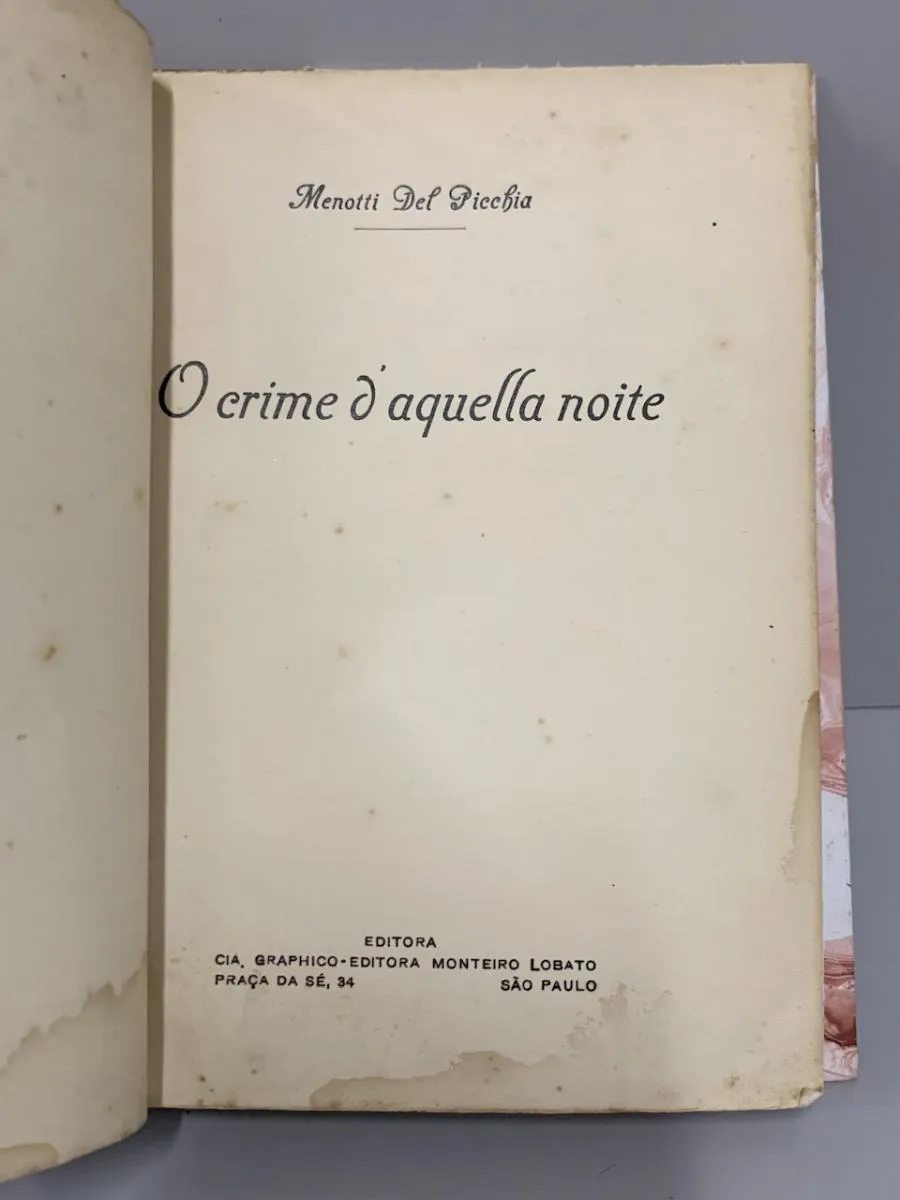 Menotti Del Picchia
O crime d'aquella noite
EDITORA
CIA. GRAPHICO-EDITORA MONTEIRO LOBATO
PRAÇA DA SÉ, 34 SÃO PAULO